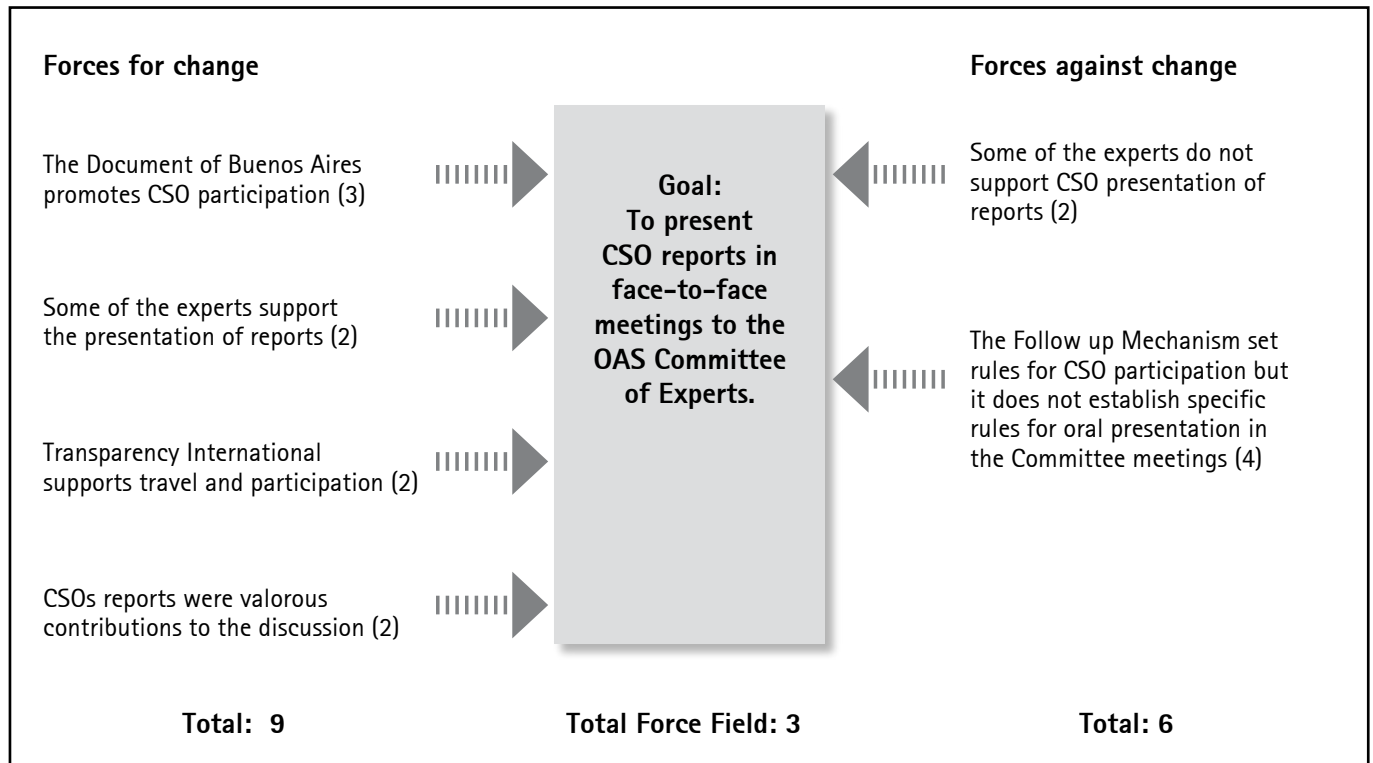 Forces for change
The Document of Buenos Aires
promotes CSO participation (3)
Some of the experts support
the presentation of reports (2)
Transparency International
supports travel and participation (2)
CSOs reports were valorous
contributions to the discussion (2)
Total: 9
Goal:
To present
CSO reports in
face-to-face
meetings to the
OAS Committee
of Experts.
Total Force Field: 3
Forces against change
Some of the experts do not
support CSO presentation of
reports (2)
The Follow up Mechanism set
rules for CSO participation but
it does not establish specific
rules for oral presentation in
the Committee meetings (4)
Total: 6